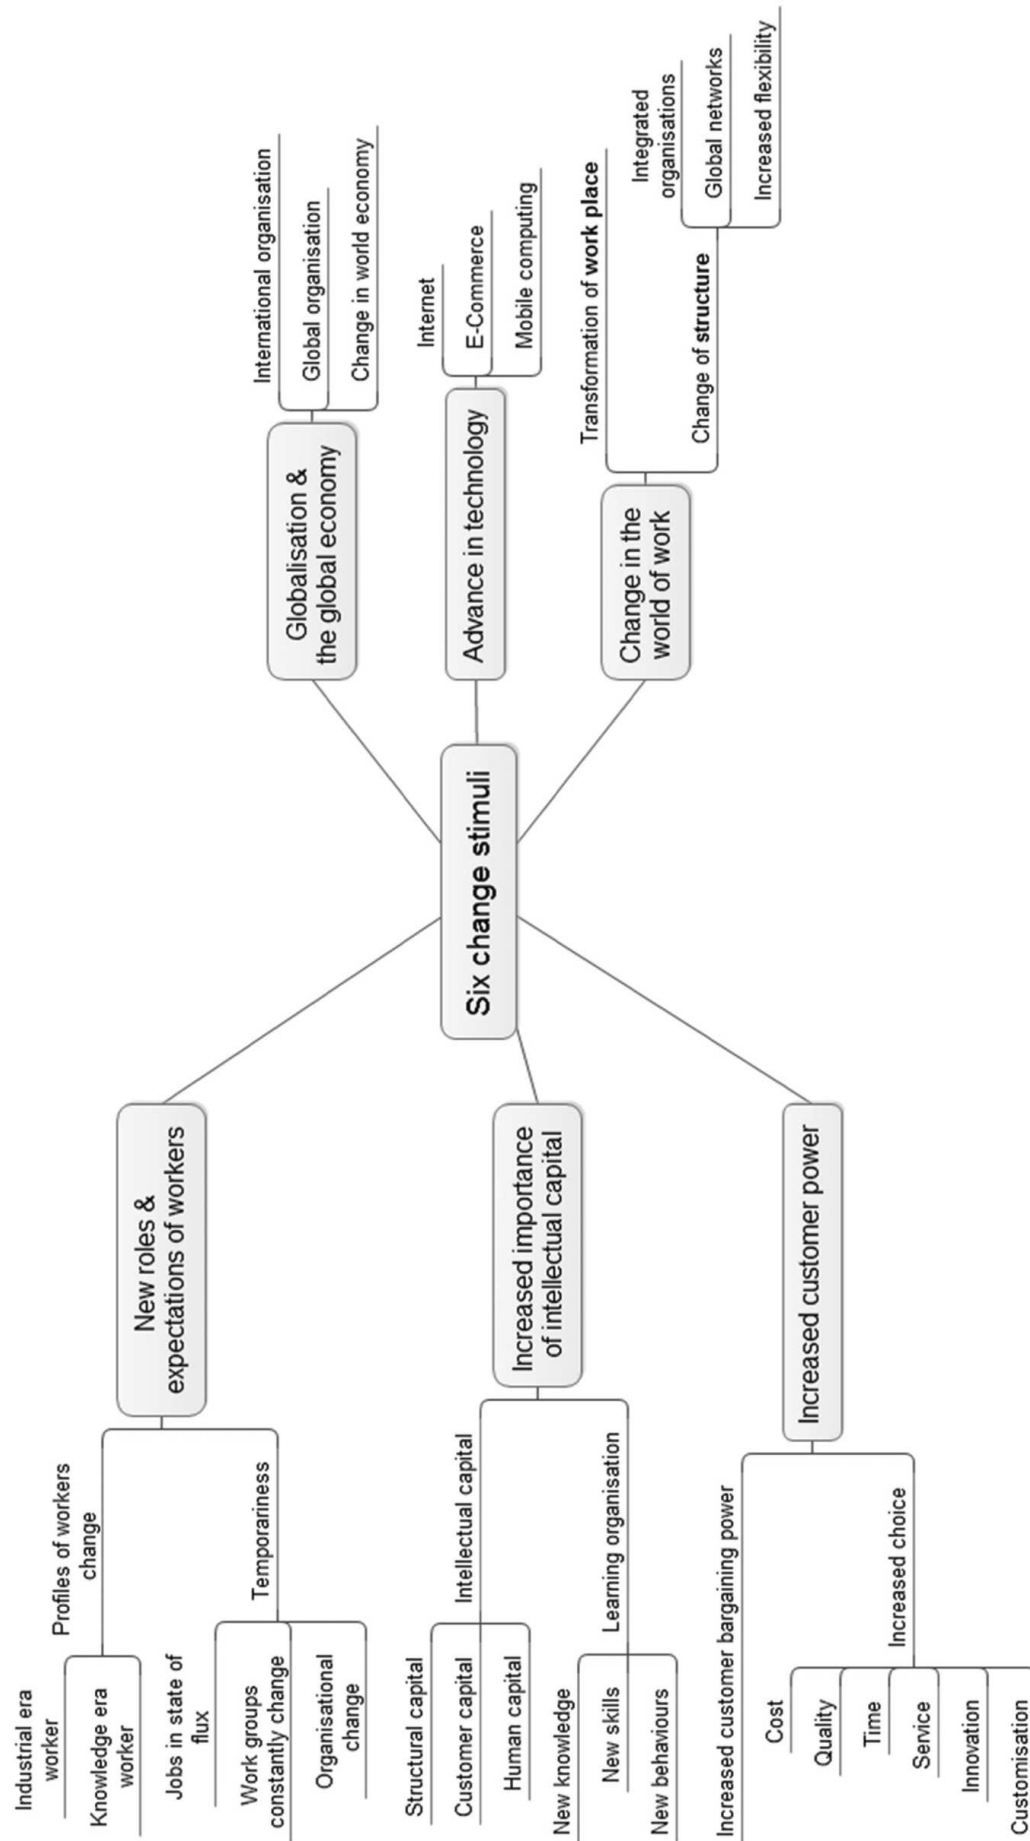 Six change stimuli
Globalisation &
the global economy
International organisation
Global organisation
Change in world economy
Advance in technology
Internet
E-Commerce
Mobile computing
Change in the
world of work
Transformation of work place
Change of structure
Integrated
organisations
Global networks
Increased flexibility
New roles &
expectations of workers
Profiles of workers
change
Industrial era
worker
Knowledge era
worker
Temporariness
Jobs in state of
flux
Work groups
constantly change
Organisational
change
Increased importance
of intellectual capital
Intellectual capital
Structural capital
Customer capital
Human capital
Learning organisation
New knowledge
New skills
New behaviours
Increased customer power
Increased customer bargaining power
Increased choice
Cost
Quality
Time
Service
Innovation
Customisation